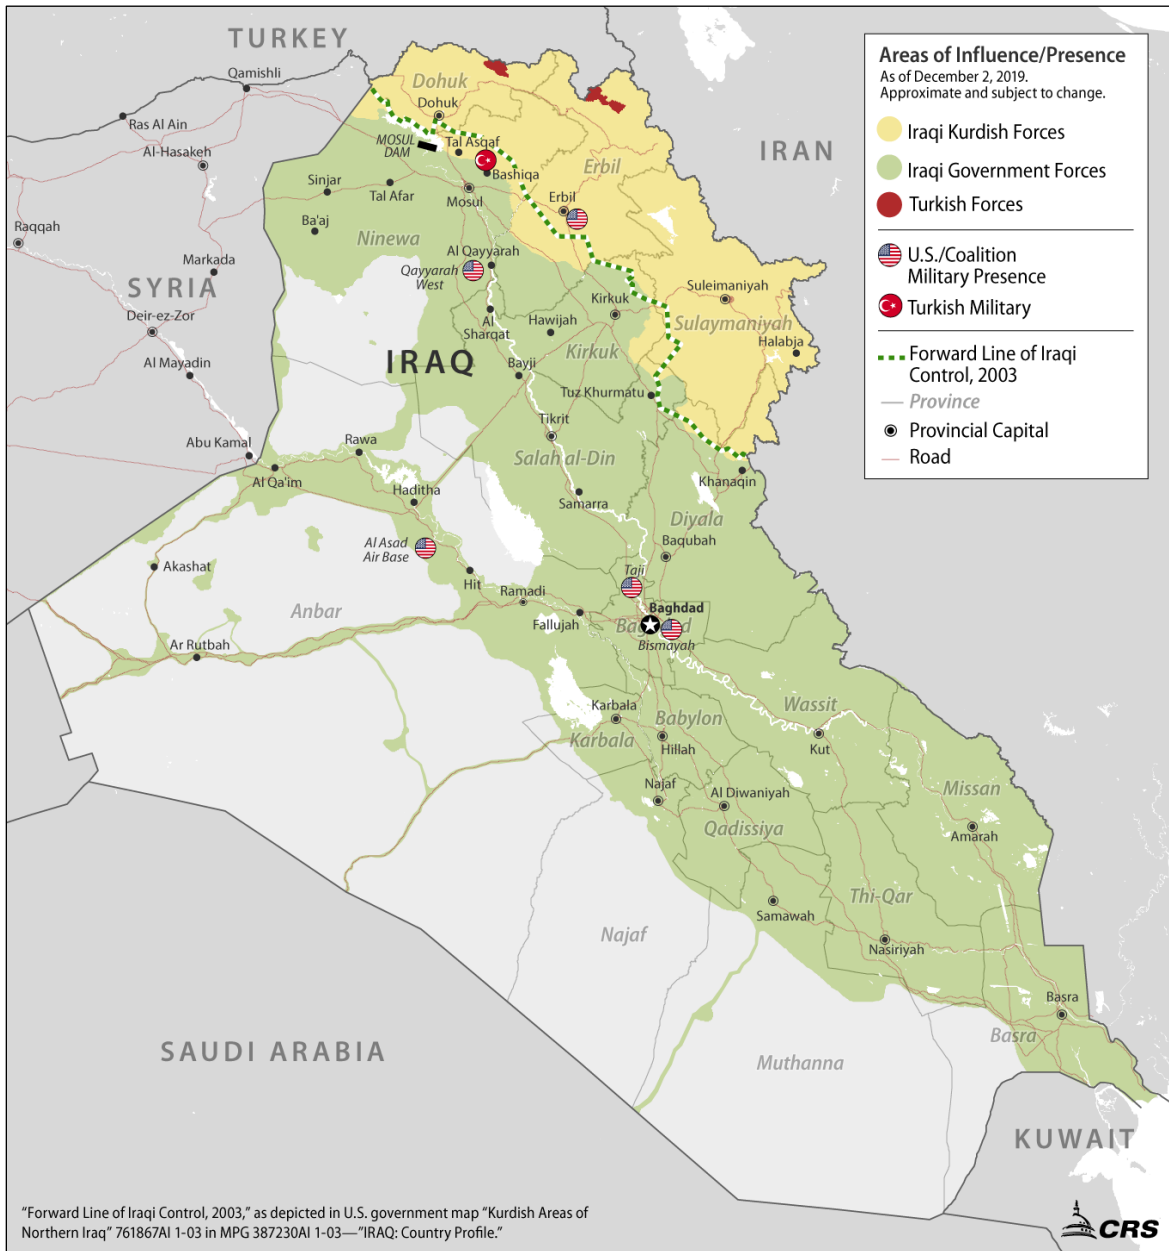 TURKEY
Qamishli
Ras Al Ain
Al-Hasakeh
Raqqah
Markada
SYRIA
Deir-ez-Zor
Al Mayadin
Abu Kamal
Dohuk
Dohuk
MOSUL
DAM
Tal Asqaf
Bashiqa
Erbil
Erbil
Sinjar
Tal Afar
Mosul
Ba'aj
Ninewa
Al Qayyarah
Qayyarah
West
IRAN
Suleimaniyah
Kirkuk
Sulaymaniyah
Halabja
Al
Sharqat
Hawijah
Kirkuk
IRAQ
Bayji
Tuz Khurmatu
Tikrit
Rawa
Salah al-Din
Al Qa'im
Haditha
Khanaqin
Samarra
Diyala
Al Asad
Air Base
Baqubah
Akashat
Hit
Taji
Ramadi
Anbar
Baghdad
Fallujah
Baghdad
Bismayah
Ar Rutbah
Karbala
Wassit
Babylon
Karbala
Hillah
Kut
Najaf
Al Diwaniyah
Missan
Qadissiya
Amarah
Thi-Qar
Samawah
Najaf
Nasiriyah
Basra
Basra
Muthanna
SAUDI ARABIA
KUWAIT
Areas of Influence/Presence
As of December 2, 2019.
Approximate and subject to change.
Iraqi Kurdish Forces
Iraqi Government Forces
Turkish Forces
U.S./Coalition
Military Presence
Turkish Military
Forward Line of Iraqi
Control, 2003
Province
Provincial Capital
Road
"Forward Line of Iraqi Control, 2003," as depicted in U.S. government map "Kurdish Areas of
Northern Iraq" 761867AI 1-03 in MPG 387230AI 1-03—"IRAQ: Country Profile."
CRS